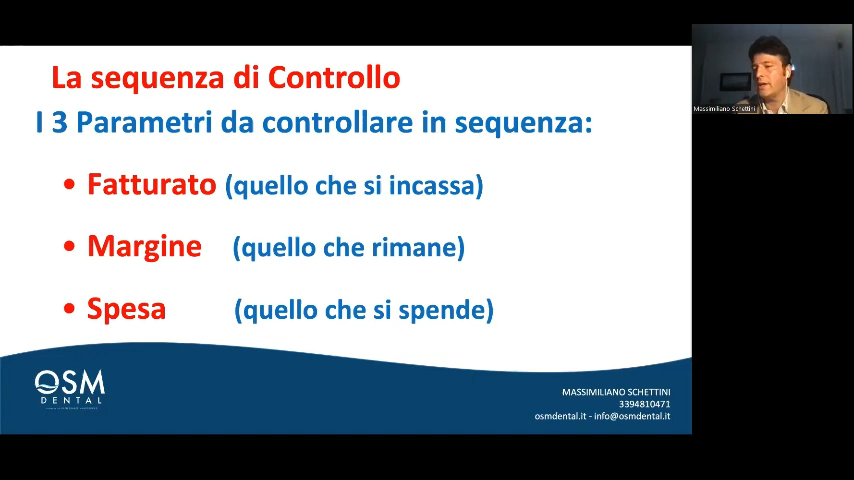 La sequenza di Controllo
I 3 Parametri da controllare in sequenza:
• Fatturato (quello che si incassa)
• Margine (quello che rimane)
• Spesa (quello che si spende)
OSM
DENTAL
MASSIMILIANO SCHETTINI
3394810471
osmdental.it - info@osmdental.it
Massimiliano Schettini